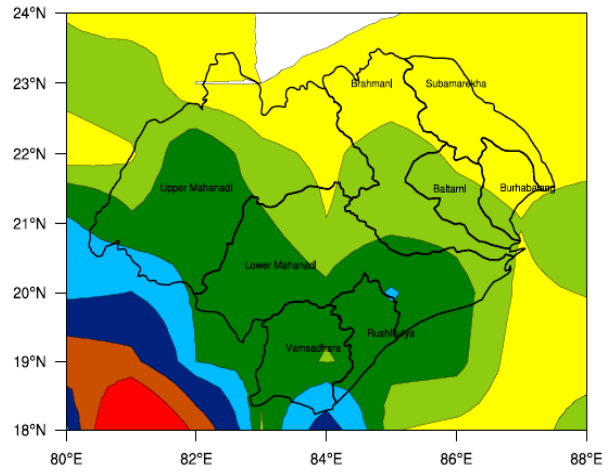 24°N
23°N
22°N
21°N
20°N
19°N
18°N
80°E
82°E
84°E
86°E
88°E
Brahmani
Subarnarekha
Upper Mahanadi
Baitarni
Burhabalang
Lower Mahanadi
Vamsadhara
Rushikulya